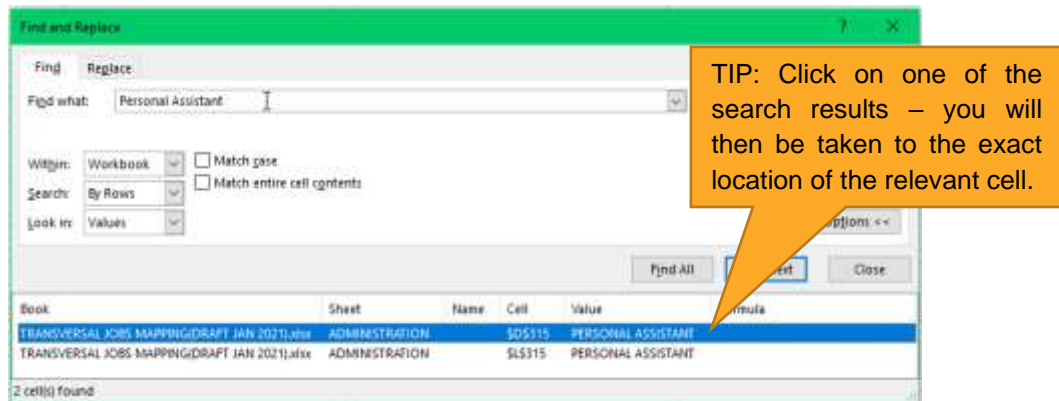 Find and Replace ? ×
Find Replace
Find what: Personal Assistant
Within: Workbook Match case
Search: By Rows Match entire cell contents
Look in: Values
Options <<
Find All Close
Book Sheet Name Cell Value
TRANSVERSAL JOBS MAPPING(DRAFT JAN 2021).xlsx ADMINISTRATION $D$315 PERSONAL ASSISTANT
TRANSVERSAL JOBS MAPPING(DRAFT JAN 2021).xlsx ADMINISTRATION $L$315 PERSONAL ASSISTANT
2 cell(s) found
TIP: Click on one of the
search results – you will
then be taken to the exact
location of the relevant cell.